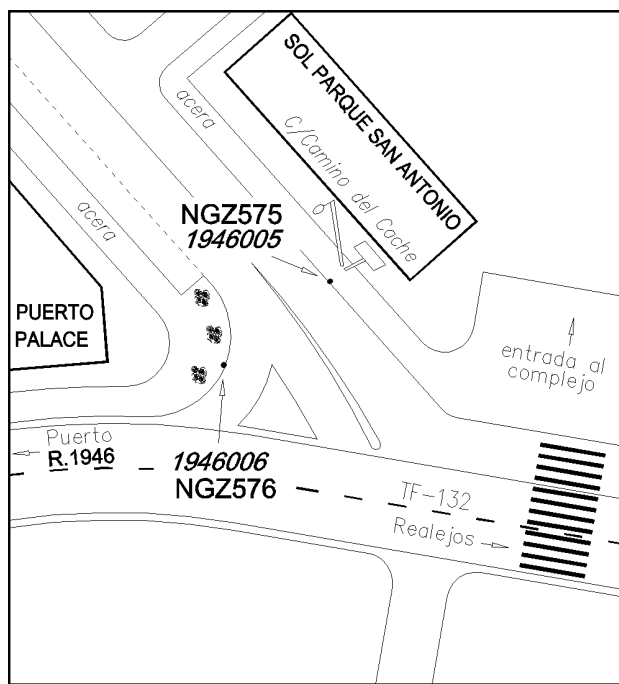 SOL PARQUE SAN ANTONIO
C/Camino del Coche
acera
acera
NGZ575
1946005
PUERTO
PALACE
entrada al
complejo
Puerto
R.1946
1946006
NGZ576
TF-132
Realejos